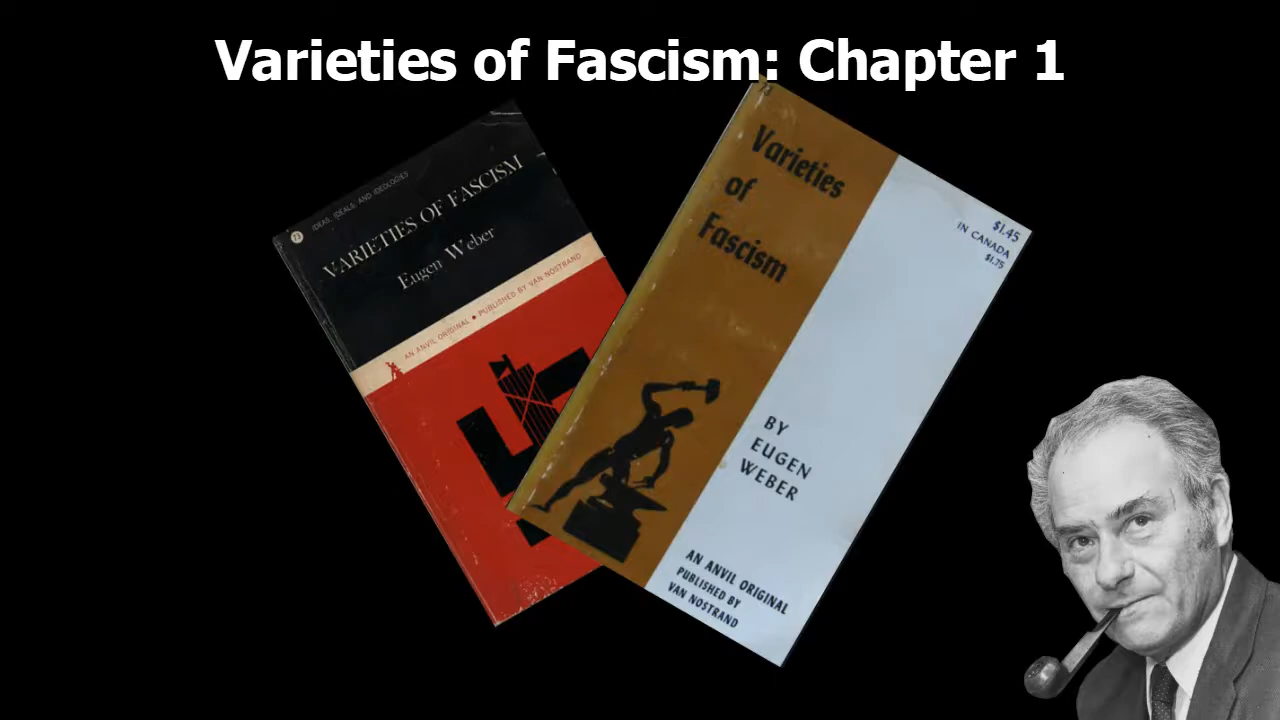 Varieties of Fascism: Chapter 1
73 IDEAS, IDEALS, AND IDEOLOGIES
VARIETIES OF FASCISM
Eugen Weber
AN ANVIL ORIGINAL • PUBLISHED BY VAN NOSTRAND
73
Varieties
of
Fascism
$1.45
IN CANADA
$1.75
BY
EUGEN
WEBER
AN ANVIL ORIGINAL
PUBLISHED BY
VAN NOSTRAND